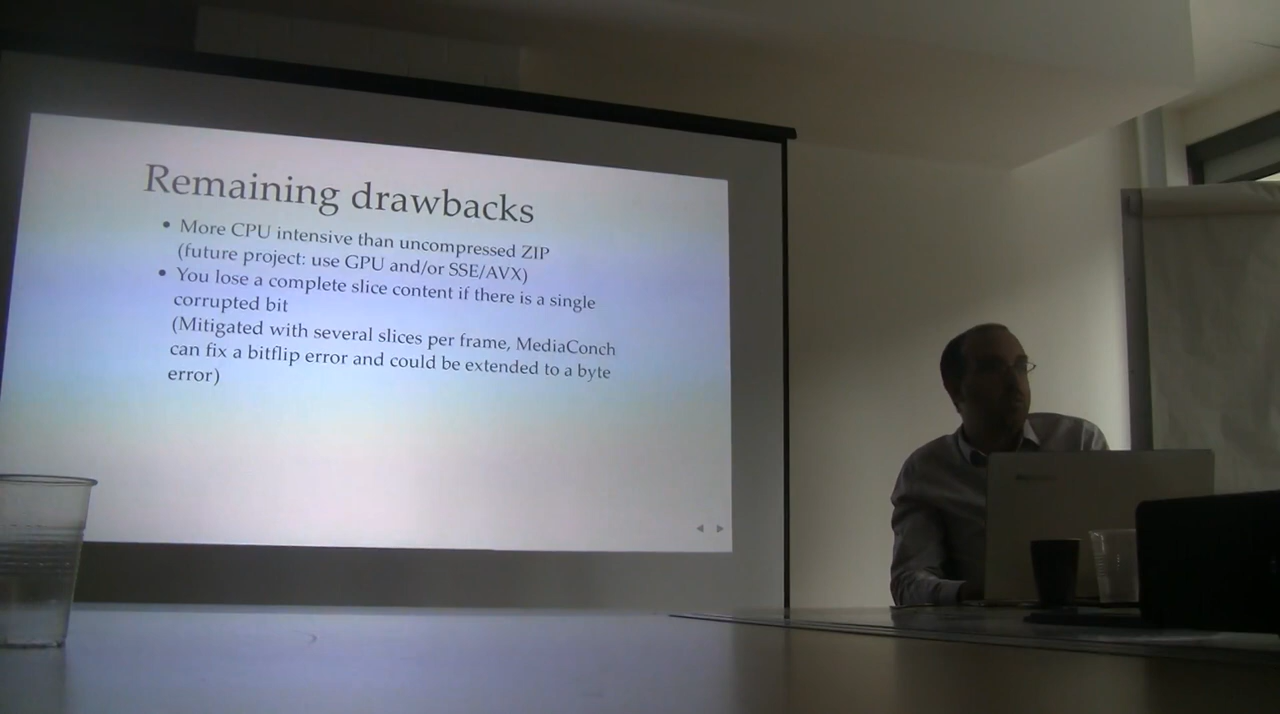 Remaining drawbacks
• More CPU intensive than uncompressed ZIP
(future project: use GPU and/or SSE/AVX)
• You lose a complete slice content if there is a single
corrupted bit
(Mitigated with several slices per frame, MediaConch
can fix a bitflip error and could be extended to a byte
error)